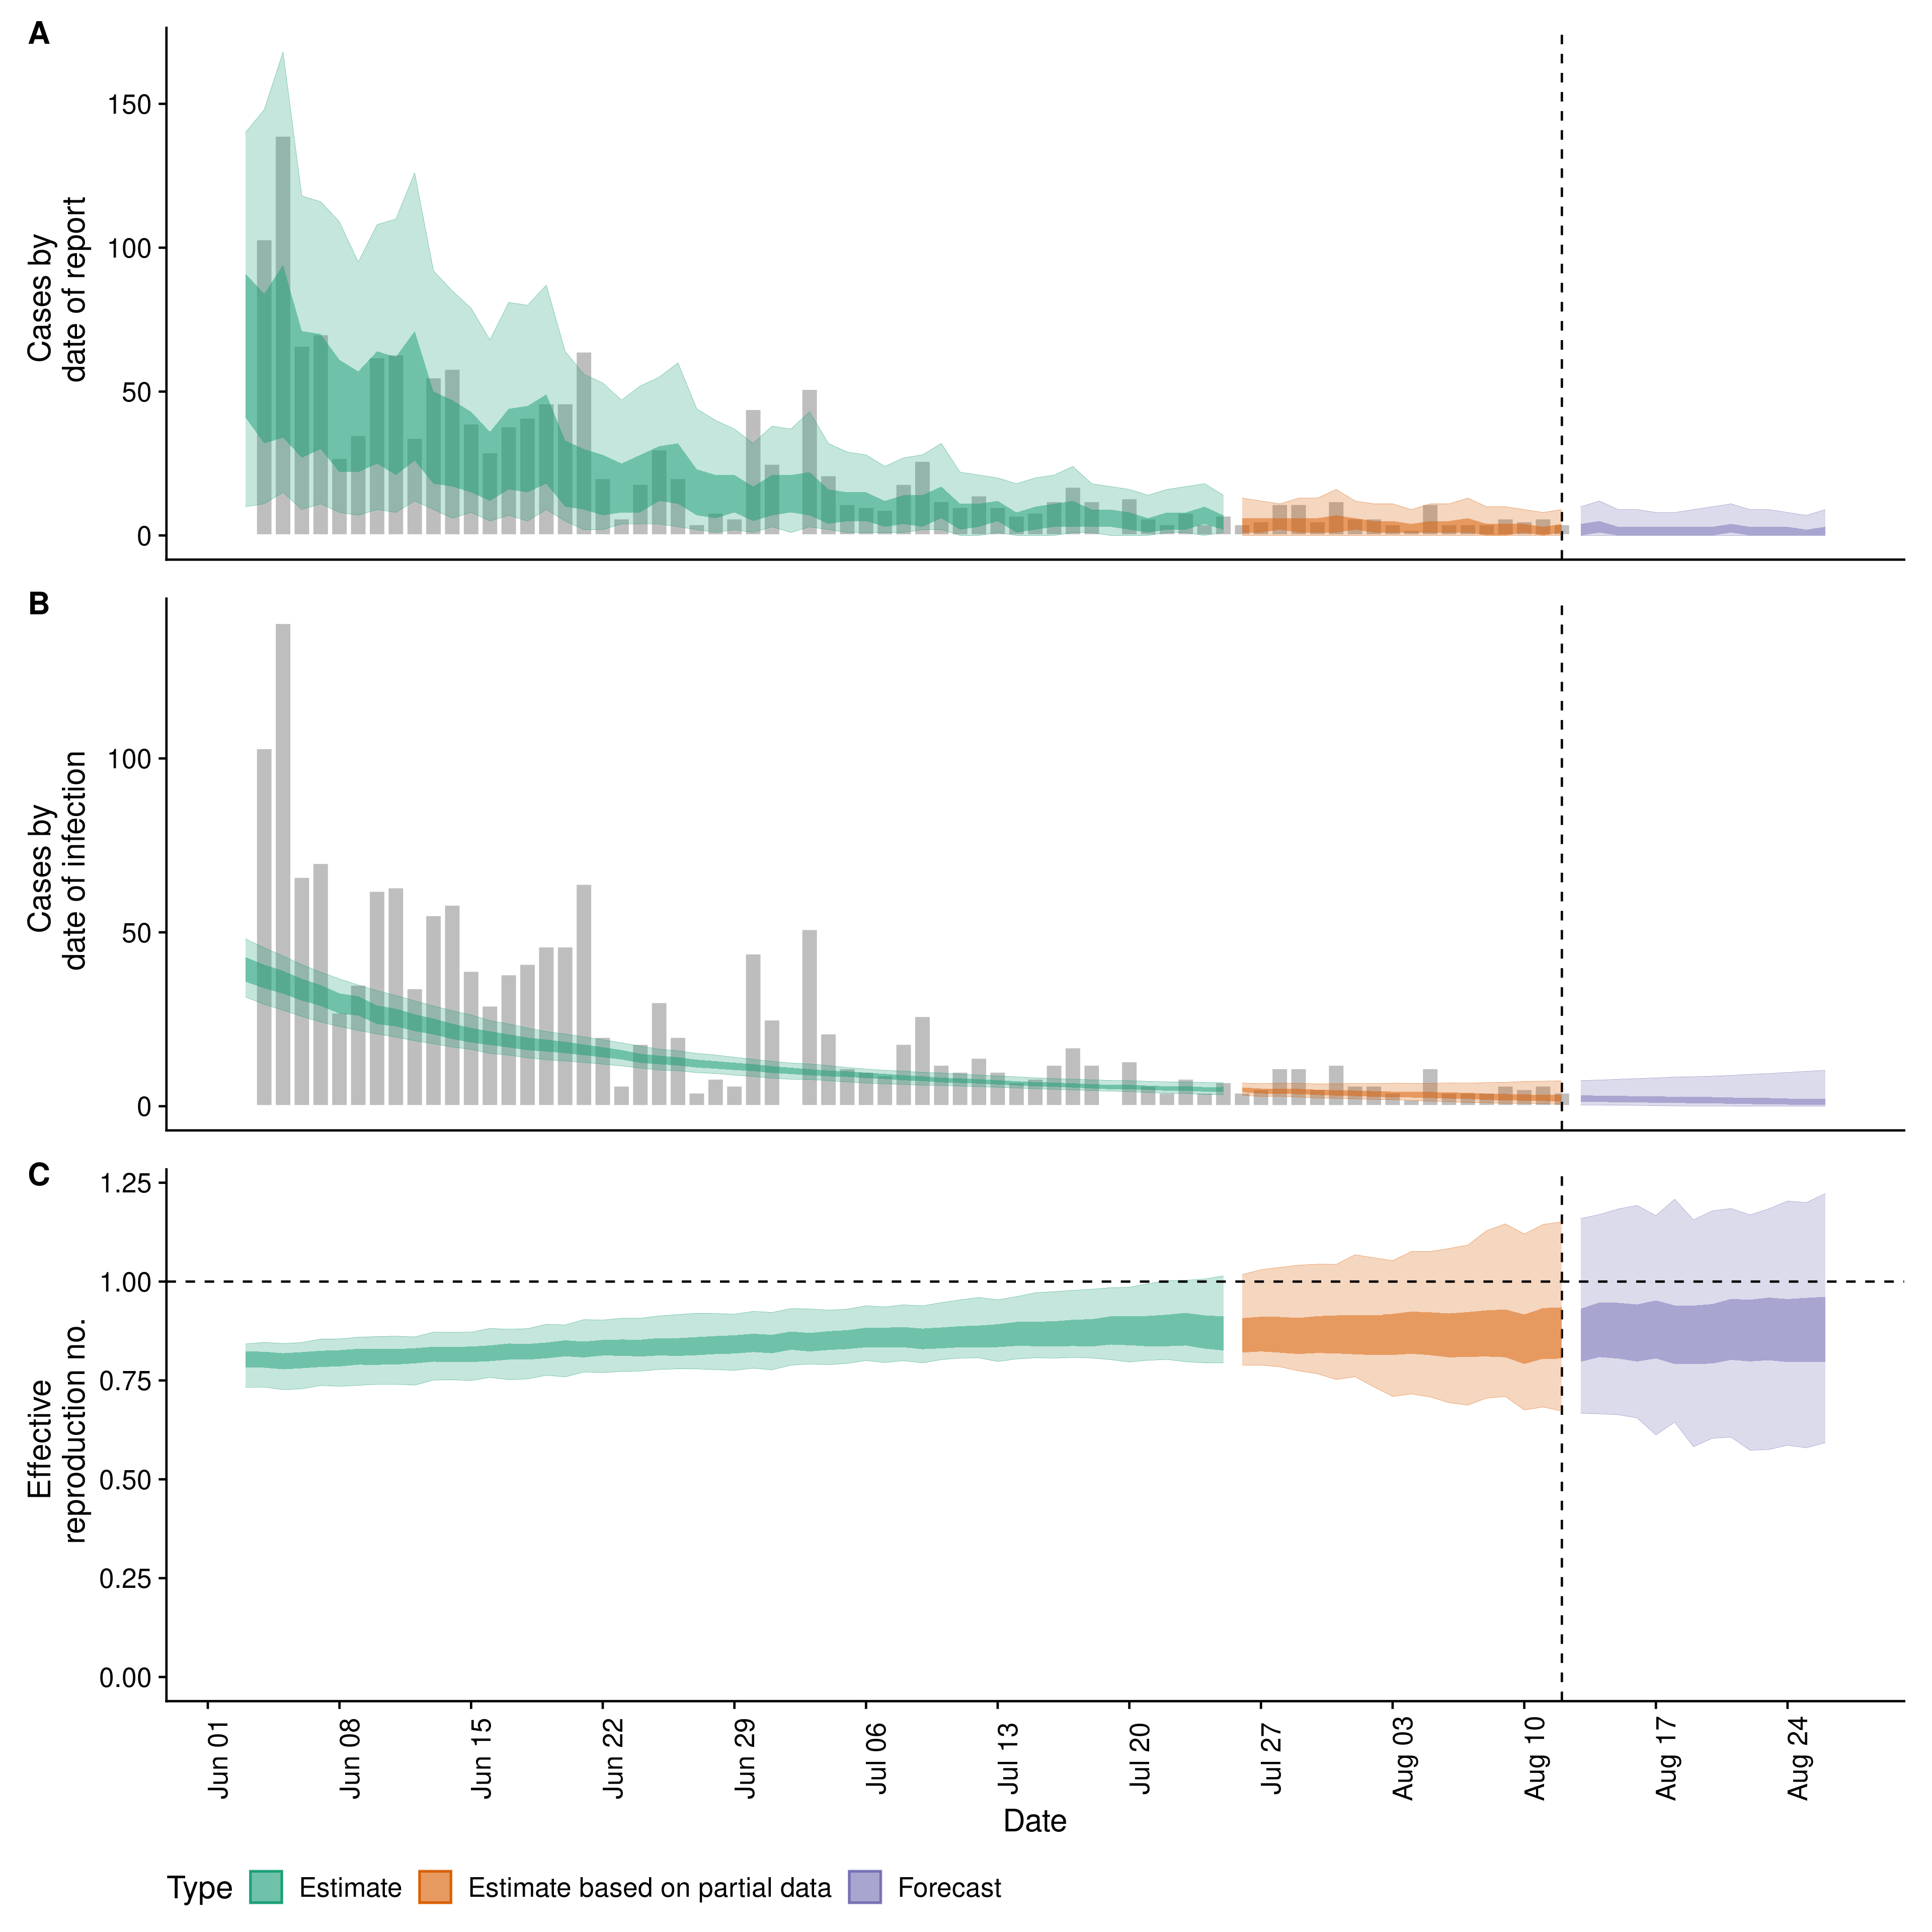 A
150
100
50
0
Cases by
date of report
B
100
50
0
Cases by
date of infection
C
1.25
1.00
0.75
0.50
0.25
0.00
Effective
reproduction no.
Jun 01
Jun 08
Jun 15
Jun 22
Jun 29
Jul 06
Jul 13
Jul 20
Jul 27
Aug 03
Aug 10
Aug 17
Aug 24
Date
Type Estimate Estimate based on partial data Forecast